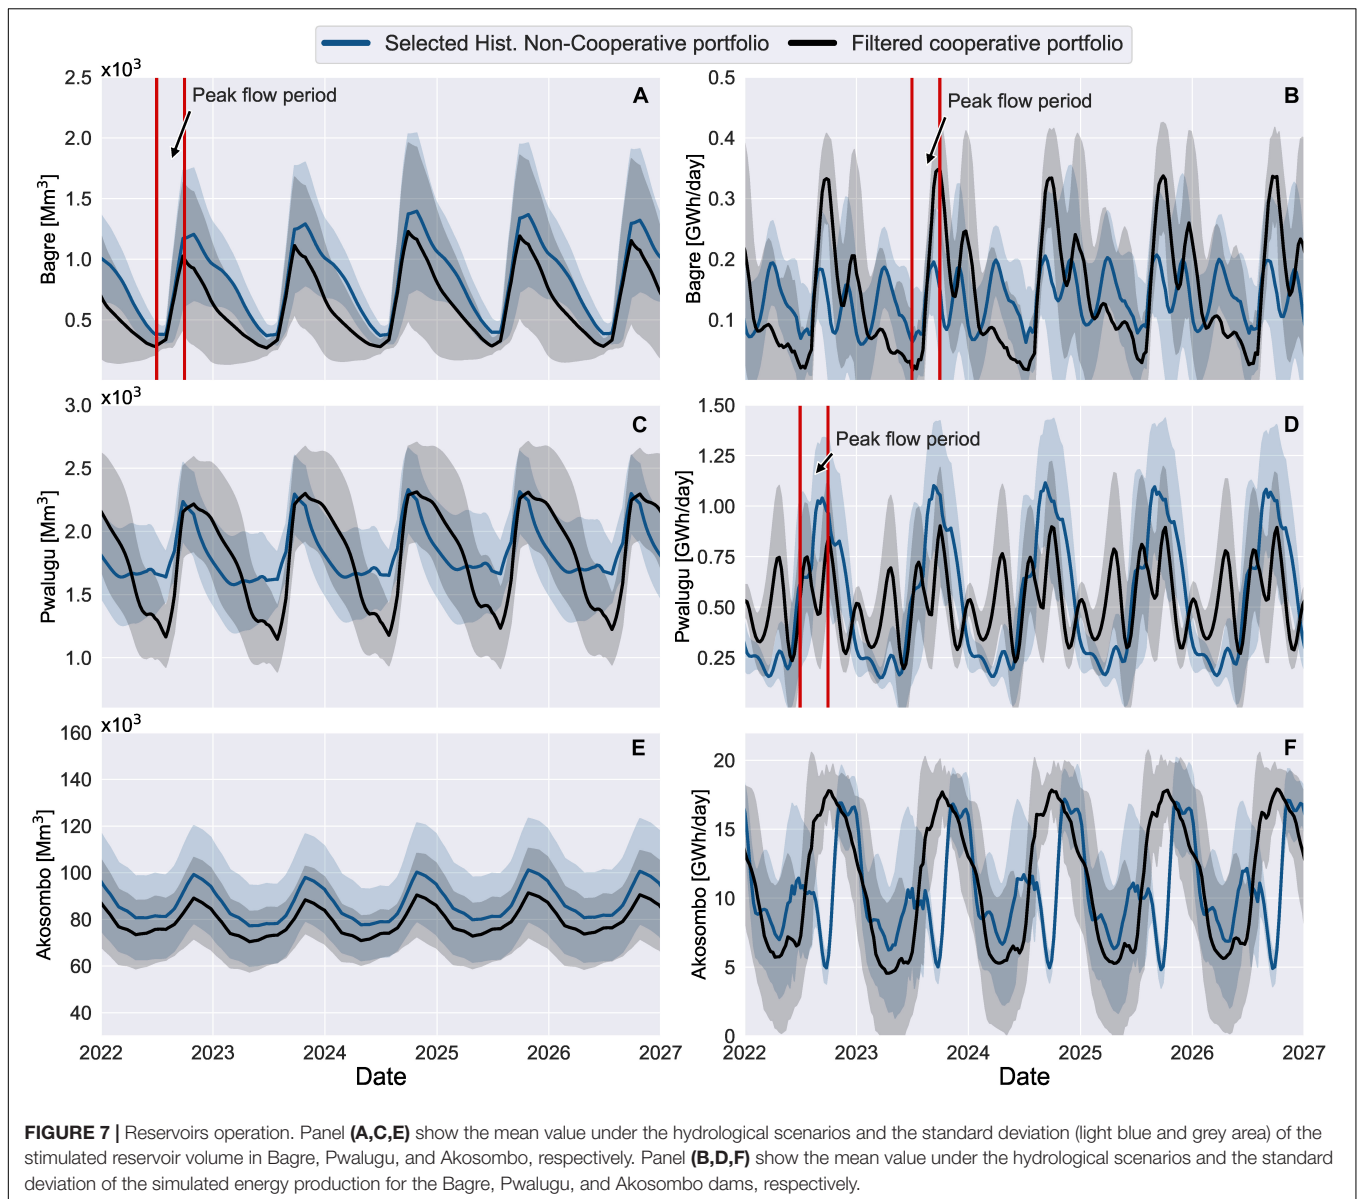 Selected Hist. Non-Cooperative portfolio
Filtered cooperative portfolio
x10³
2.5
2.0
1.5
1.0
0.5
Bagre [Mm³]
Peak flow period
A
0.5
0.4
0.3
0.2
0.1
Bagre [GWh/day]
Peak flow period
B
x10³
3.0
2.5
2.0
1.5
1.0
Pwalugu [Mm³]
C
1.50
1.25
1.00
0.75
0.50
0.25
Pwalugu [GWh/day]
Peak flow period
D
x10³
160
140
120
100
80
60
40
Akosombo [Mm³]
E
2022 2023 2024 2025 2026 2027
Date
20
15
10
5
0
Akosombo [GWh/day]
F
2022 2023 2024 2025 2026 2027
Date
FIGURE 7 | Reservoirs operation. Panel (A,C,E) show the mean value under the hydrological scenarios and the standard deviation (light blue and grey area) of the
stimulated reservoir volume in Bagre, Pwalugu, and Akosombo, respectively. Panel (B,D,F) show the mean value under the hydrological scenarios and the standard
deviation of the simulated energy production for the Bagre, Pwalugu, and Akosombo dams, respectively.